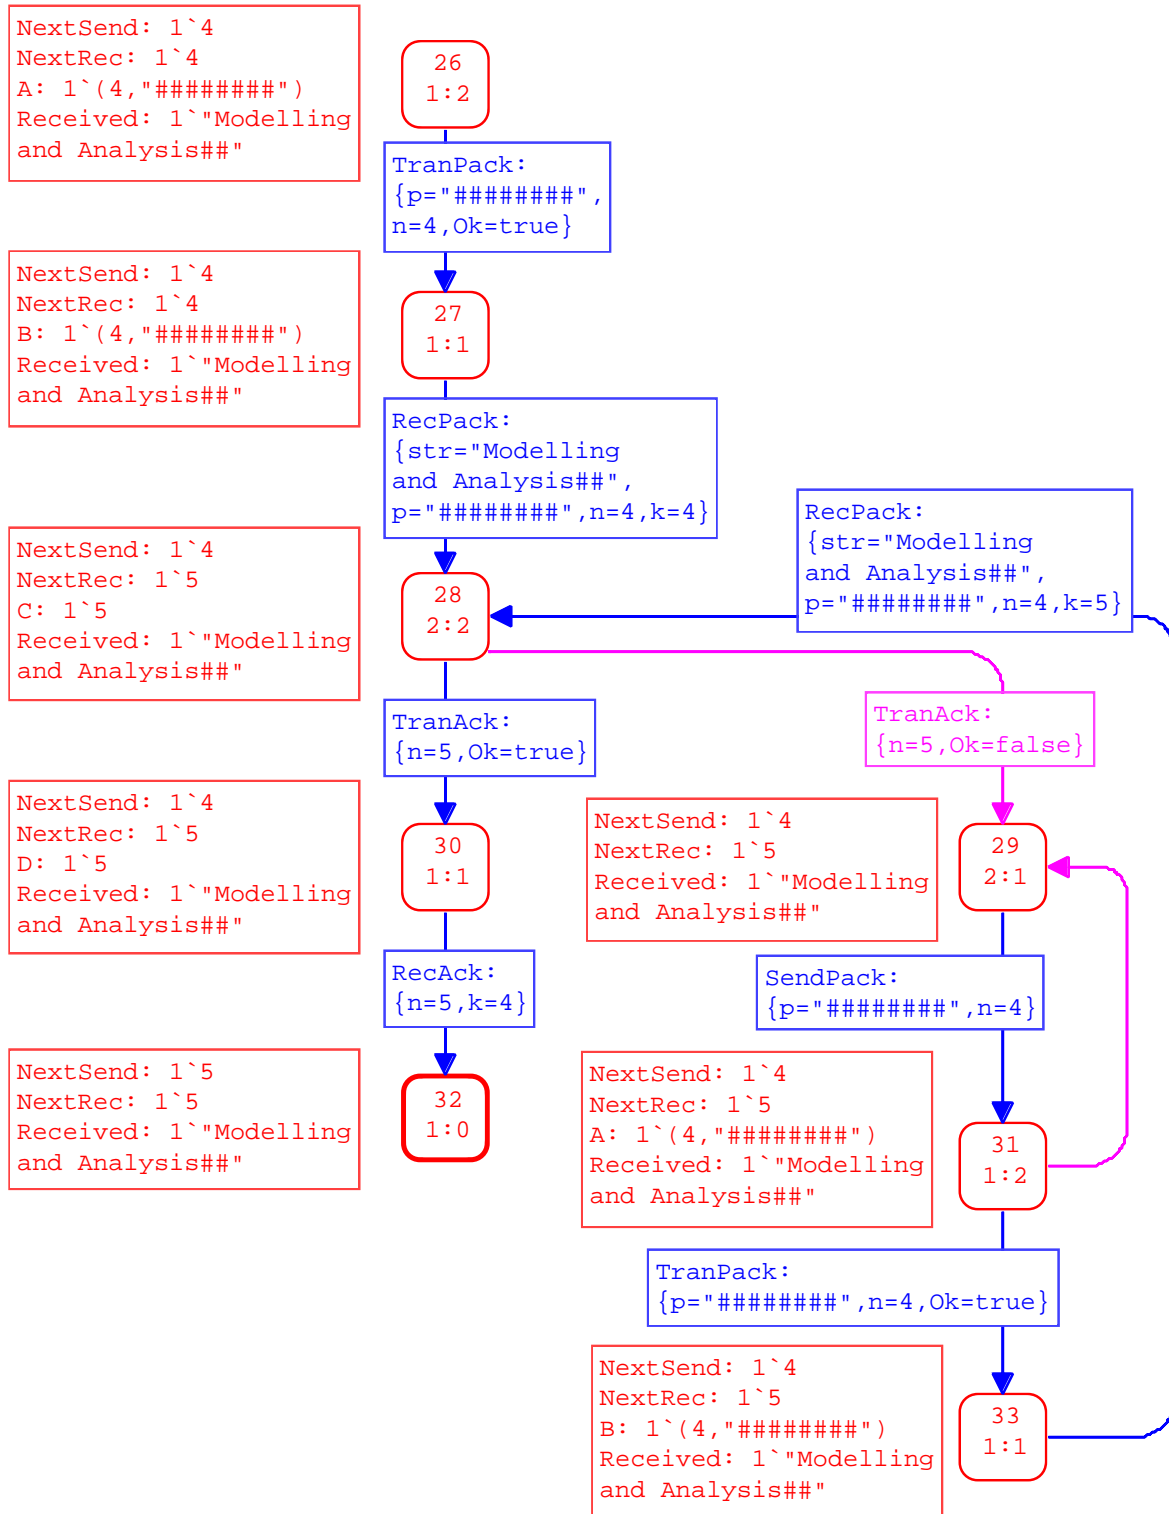 NextSend: 1`4
NextRec: 1`4
A: 1`(4,"########")
Received: 1`"Modelling
and Analysis##"
26
1:2
TranPack:
{p="########",
n=4,Ok=true}
NextSend: 1`4
NextRec: 1`4
B: 1`(4,"########")
Received: 1`"Modelling
and Analysis##"
27
1:1
RecPack:
{str="Modelling
and Analysis##",
p="########",n=4,k=4}
RecPack:
{str="Modelling
and Analysis##",
p="########",n=4,k=5}
NextSend: 1`4
NextRec: 1`5
C: 1`5
Received: 1`"Modelling
and Analysis##"
28
2:2
TranAck:
{n=5,Ok=true}
TranAck:
{n=5,Ok=false}
NextSend: 1`4
NextRec: 1`5
D: 1`5
Received: 1`"Modelling
and Analysis##"
30
1:1
NextSend: 1`4
NextRec: 1`5
Received: 1`"Modelling
and Analysis##"
29
2:1
RecAck:
{n=5,k=4}
SendPack:
{p="########",n=4}
NextSend: 1`5
NextRec: 1`5
Received: 1`"Modelling
and Analysis##"
32
1:0
NextSend: 1`4
NextRec: 1`5
A: 1`(4,"########")
Received: 1`"Modelling
and Analysis##"
31
1:2
TranPack:
{p="########",n=4,Ok=true}
NextSend: 1`4
NextRec: 1`5
B: 1`(4,"########")
Received: 1`"Modelling
and Analysis##"
33
1:1